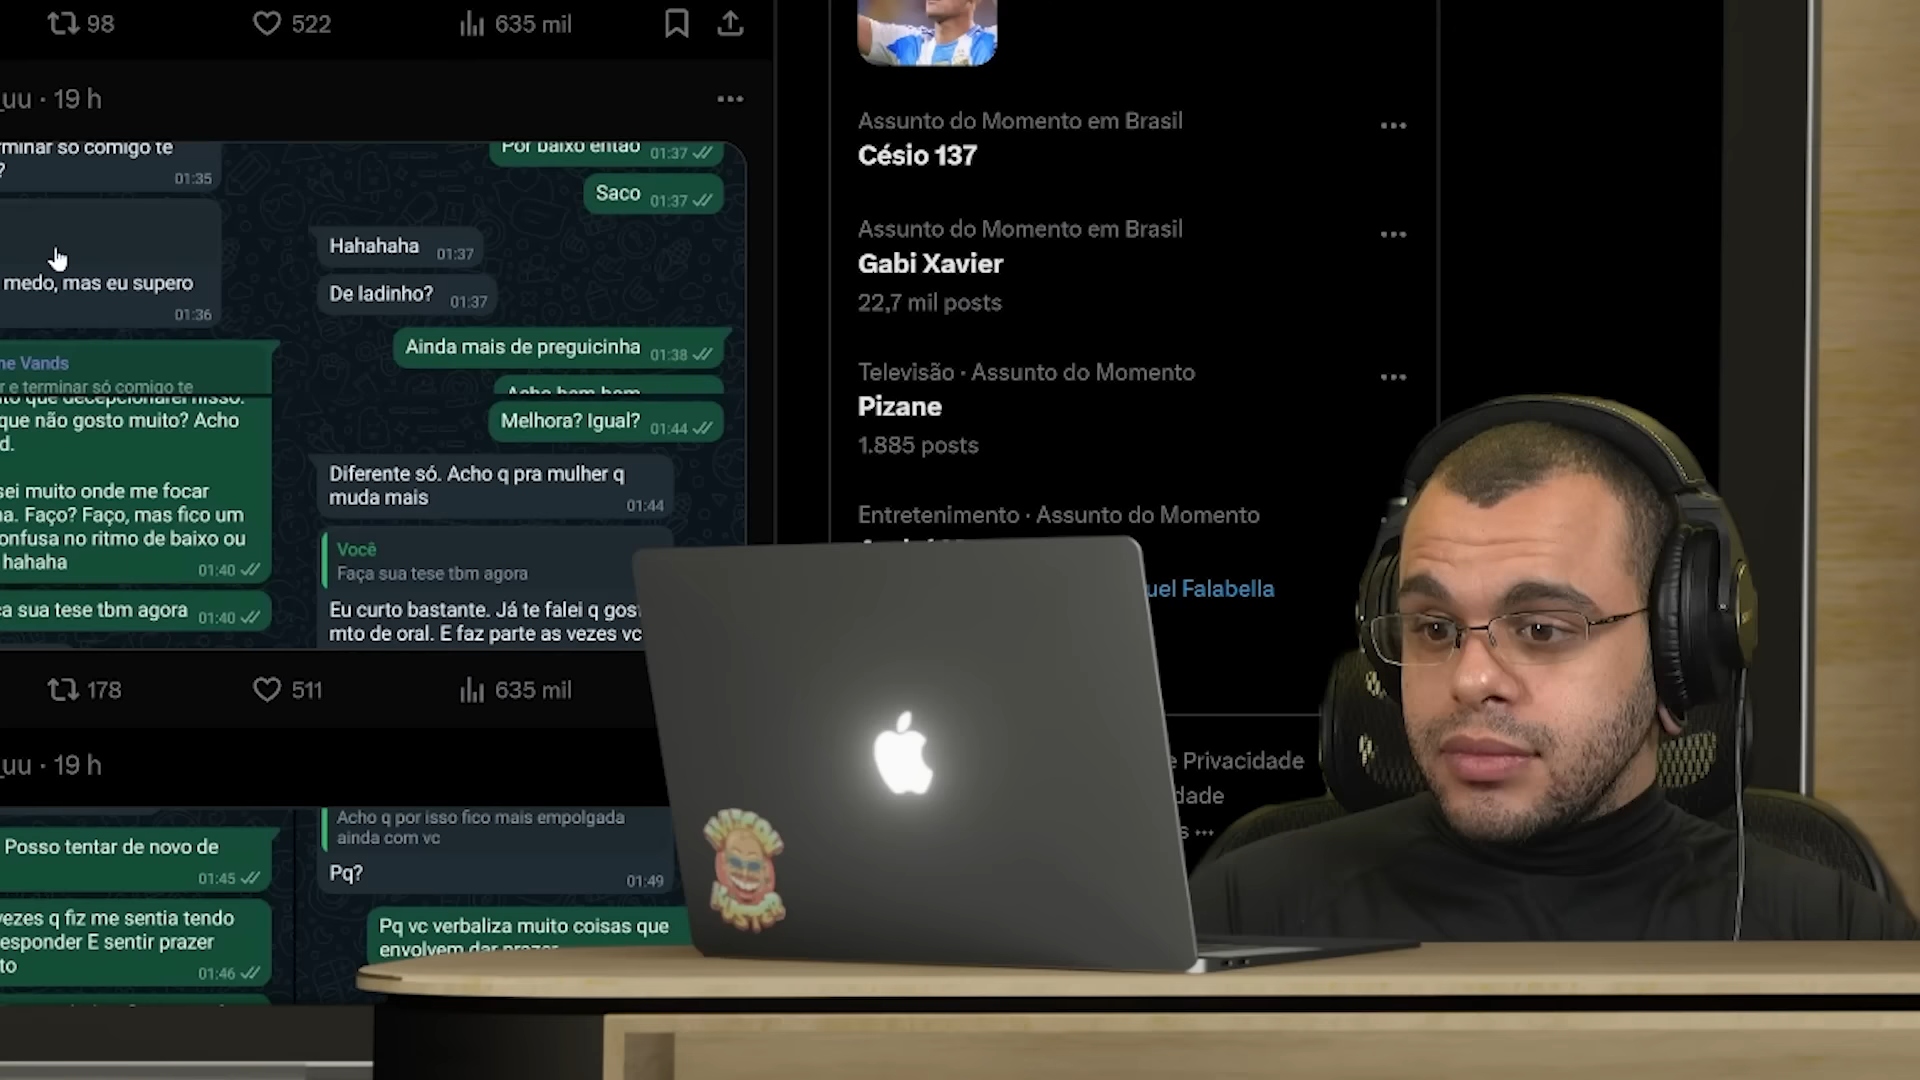 98
522
635 mil
_uu · 19 h
só comigo te
?
01:35
medo, mas eu supero
01:36
ne Vands
r e terminar só comigo te
que não gosto muito? Acho
d.
sei muito onde me focar
a. Faço? Faço, mas fico um
onfusa no ritmo de baixo ou
hahaha
01:40
ça sua tese tbm agora
01:40
Por baixo então
01:37
Saco
01:37
Hahahaha
01:37
De ladinho?
01:37
Ainda mais de preguicinha
01:38
Melhora? Igual?
01:44
Diferente só. Acho q pra mulher q
muda mais
01:44
Você
Faça sua tese tbm agora
Eu curto bastante. Já te falei q gos
mto de oral. E faz parte as vezes vc
178
511
635 mil
_uu · 19 h
Posso tentar de novo de
01:45
vezes q fiz me sentia tendo
esponder E sentir prazer
to
01:46
Acho q por isso fico mais empolgada
ainda com vc
Pq?
01:49
Pq vc verbaliza muito coisas que
envolvem dar prazer
Assunto do Momento em Brasil
Césio 137
Assunto do Momento em Brasil
Gabi Xavier
22,7 mil posts
Televisão · Assunto do Momento
Pizane
1.885 posts
Entretenimento · Assunto do Momento
uel Falabella
e Privacidade
dade
s